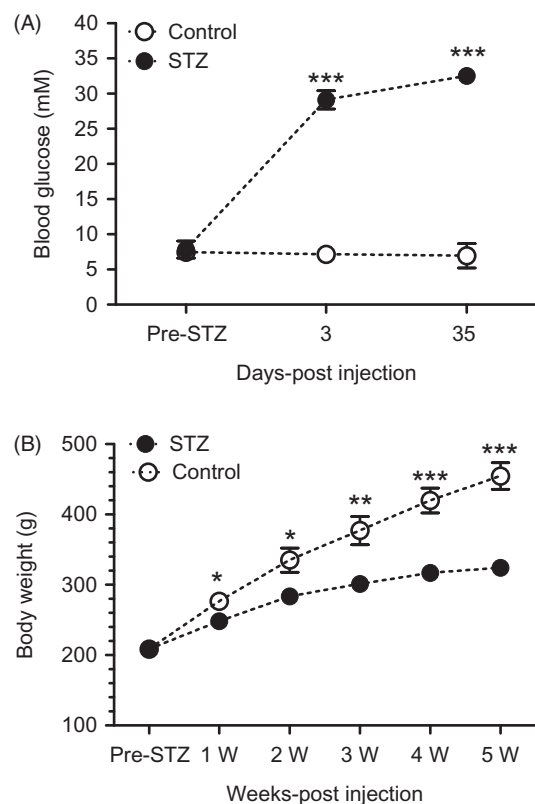 (A)
Control
STZ
40
35
30
25
20
15
10
5
0
Blood glucose (mM)
***
***
Pre-STZ 3 35
Days-post injection
(B)
STZ
Control
500
400
300
200
100
Body weight (g)
*
*
**
***
***
Pre-STZ 1 W 2 W 3 W 4 W 5 W
Weeks-post injection